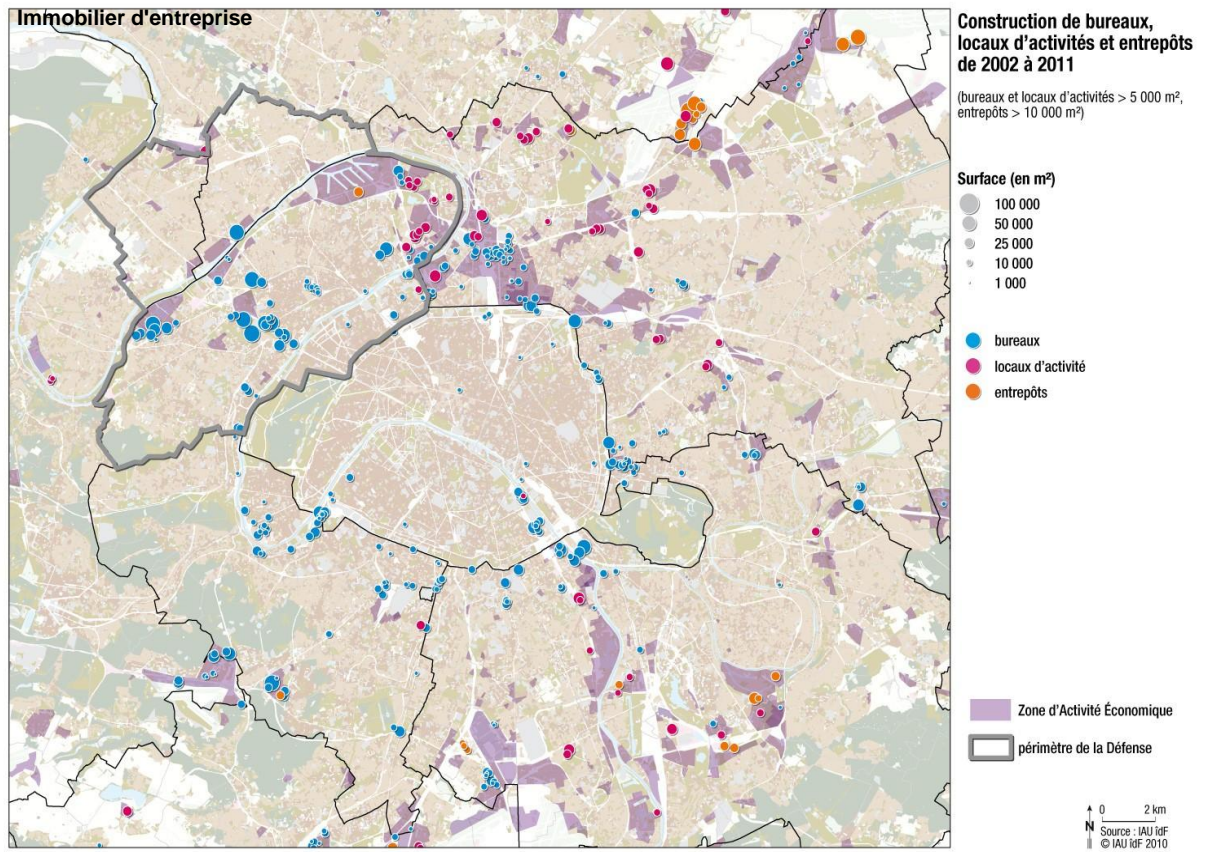 Immobilier d'entreprise
Construction de bureaux,
locaux d'activités et entrepôts
de 2002 à 2011
(bureaux et locaux d'activités > 5 000 m²,
entrepôts > 10 000 m²)
Surface (en m²)
100 000
50 000
25 000
10 000
1 000
bureaux
locaux d'activité
entrepôts
Zone d'Activité Économique
périmètre de la Défense
0 2 km
N
Source : IAU îdF
© IAU îdF 2010